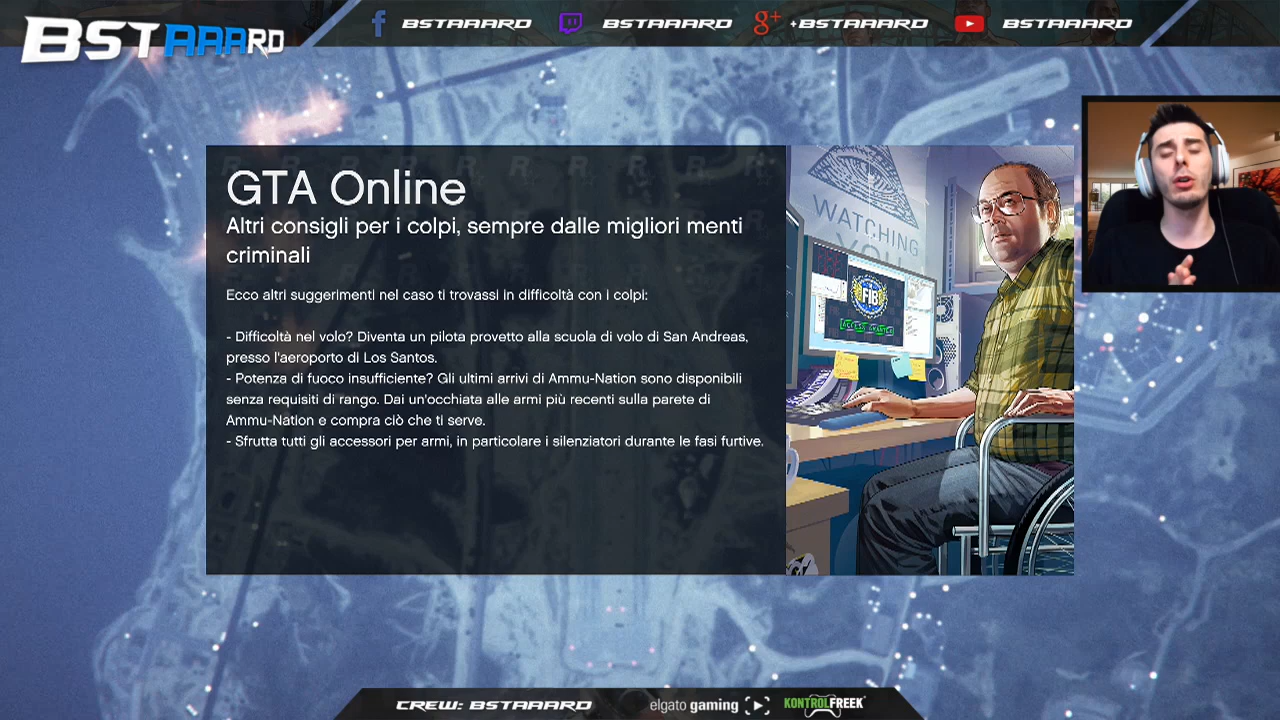 BSTAAARD
BSTAAARD
BSTAAARD
+BSTAAARD
BSTAAARD
GTA Online
Altri consigli per i colpi, sempre dalle migliori menti
criminali
Ecco altri suggerimenti nel caso ti trovassi in difficoltà con i colpi:
- Difficoltà nel volo? Diventa un pilota provetto alla scuola di volo di San Andreas,
presso l'aeroporto di Los Santos.
- Potenza di fuoco insufficiente? Gli ultimi arrivi di Ammu-Nation sono disponibili
senza requisiti di rango. Dai un'occhiata alle armi più recenti sulla parete di
Ammu-Nation e compra ciò che ti serve.
- Sfrutta tutti gli accessori per armi, in particolare i silenziatori durante le fasi furtive.
WATCHING
YOU
FIB
ACCESS GRANTED
CREW: BSTAAARD
elgato gaming
KONTROLFREEK